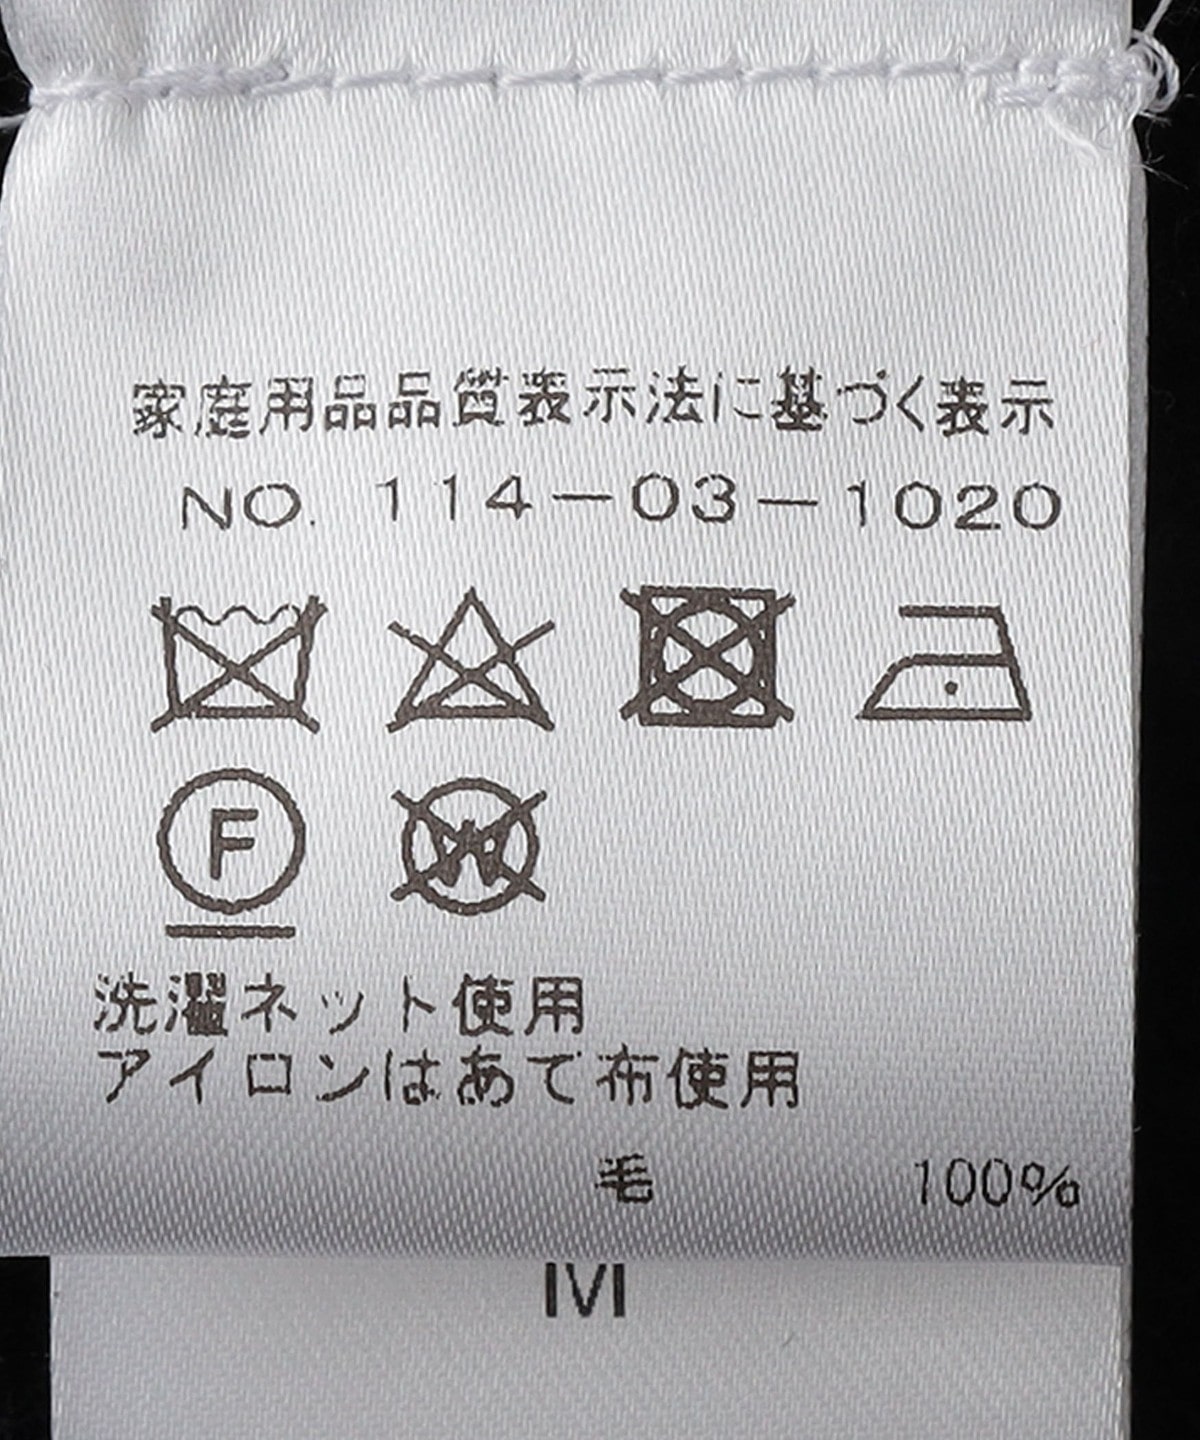 家庭用品品質表示法に基づく表示
NO. 114-03-1020
F
W
洗濯ネット使用
アイロンはあて布使用
毛 100%
M